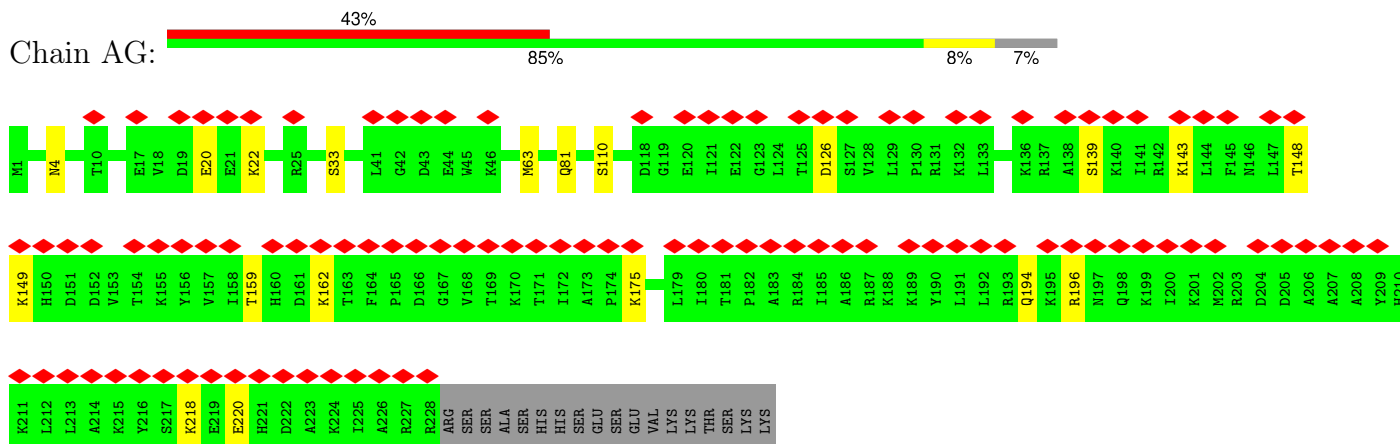 43%
Chain AG:
85% 8% 7%
M1 N4 T10 E17 V18 D19 E20 E21 K22 R25 S33 L41 G42 D43 E44 W45 K46 M63 Q81 S110 D118 G119 E120 I121 E122 G123 L124 T125 D126 S127 V128 L129 P130 R131 K132 L133 K136 R137 A138 S139 K140 I141 R142 K143 L144 F145 N146 L147 T148
K149 H150 D151 D152 V153 T154 K155 Y156 V157 I158 T159 H160 D161 K162 T163 F164 P165 D166 G167 V168 T169 K170 T171 I172 A173 P174 K175 L179 I180 T181 P182 A183 R184 I185 A186 R187 K188 K189 Y190 L191 L192 R193 Q194 K195 R196 N197 Q198 K199 I200 K201 M202 R203 D204 D205 A206 A207 A208 Y209 H210
K211 L212 L213 A214 K215 Y216 S217 K218 E219 E220 H221 D222 A223 K224 I225 A226 R227 R228 ARG SER SER ALA SER HIS HIS SER GLU SER GLU VAL LYS LYS THR SER LYS LYS